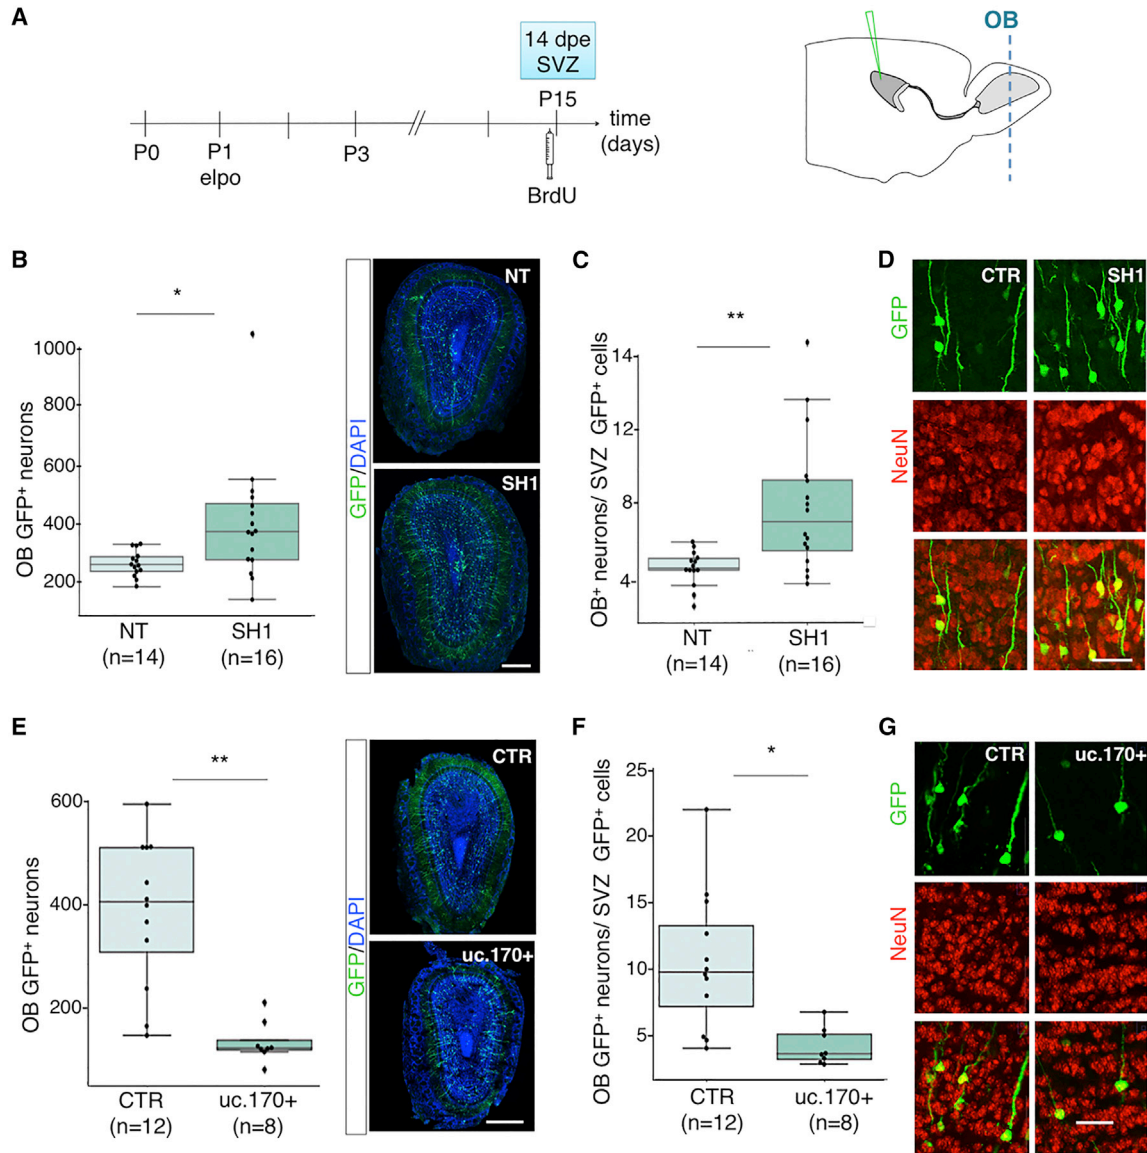 A
14 dpe
SVZ
P15
time
(days)
P0
P1
elpo
P3
BrdU
OB
B
*
OB GFP+ neurons
1000
800
600
400
200
NT
(n=14)
SH1
(n=16)
GFP/DAPI
NT
SH1
C
**
OB+ neurons/ SVZ GFP+ cells
14
12
8
4
NT
(n=14)
SH1
(n=16)
D
CTR
SH1
GFP
NeuN
E
**
OB GFP+ neurons
600
400
200
CTR
(n=12)
uc.170+
(n=8)
GFP/DAPI
CTR
uc.170+
F
*
OB GFP+ neurons/ SVZ GFP+ cells
25
20
15
10
5
CTR
(n=12)
uc.170+
(n=8)
G
CTR
uc.170+
GFP
NeuN